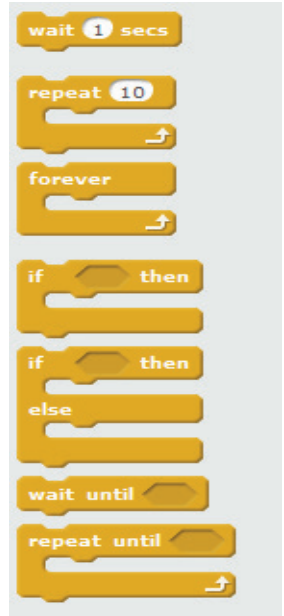 wait 1 secs
repeat 10
forever
if then
if then
else
wait until
repeat until